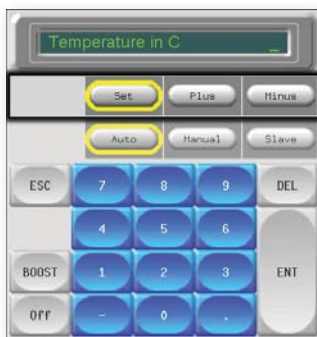 Temperature in C _
Set Plus Minus
Auto Manual Slave
ESC 7 8 9 DEL
4 5 6
BOOST 1 2 3 ENT
Off - 0 .